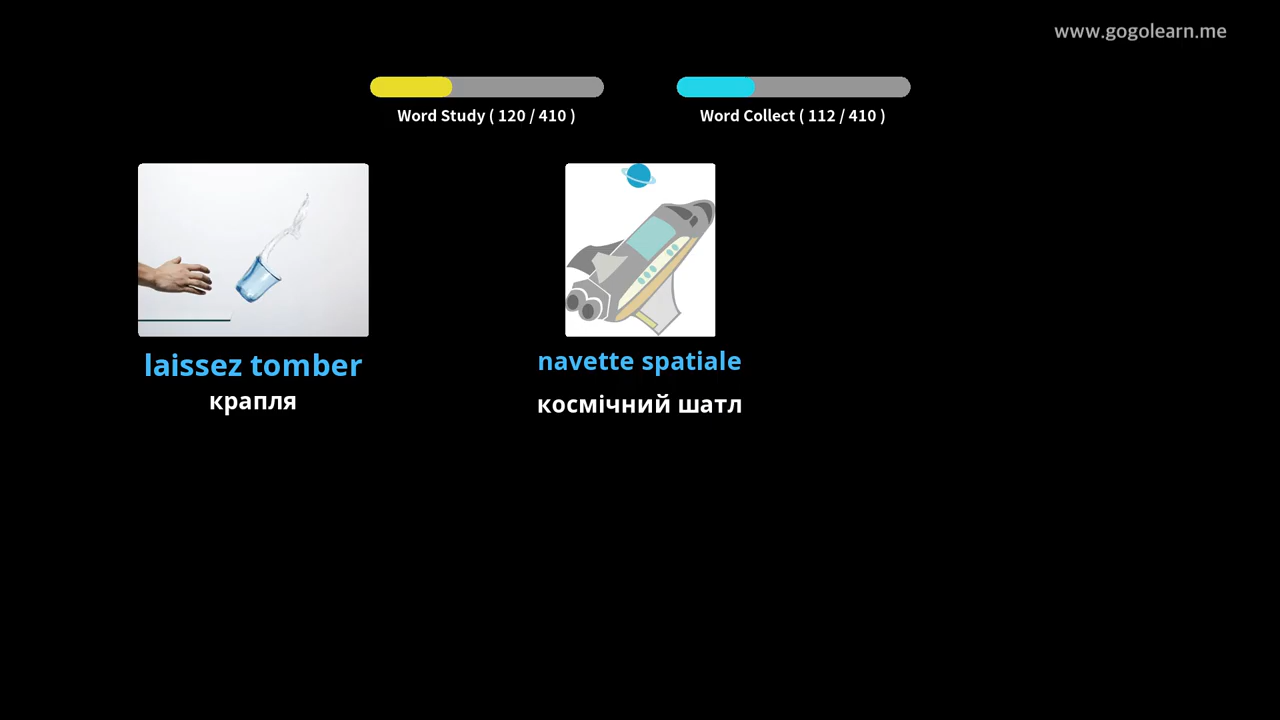 www.gogolearn.me
Word Study ( 120 / 410 )
Word Collect ( 112 / 410 )
laissez tomber
крапля
navette spatiale
космічний шатл